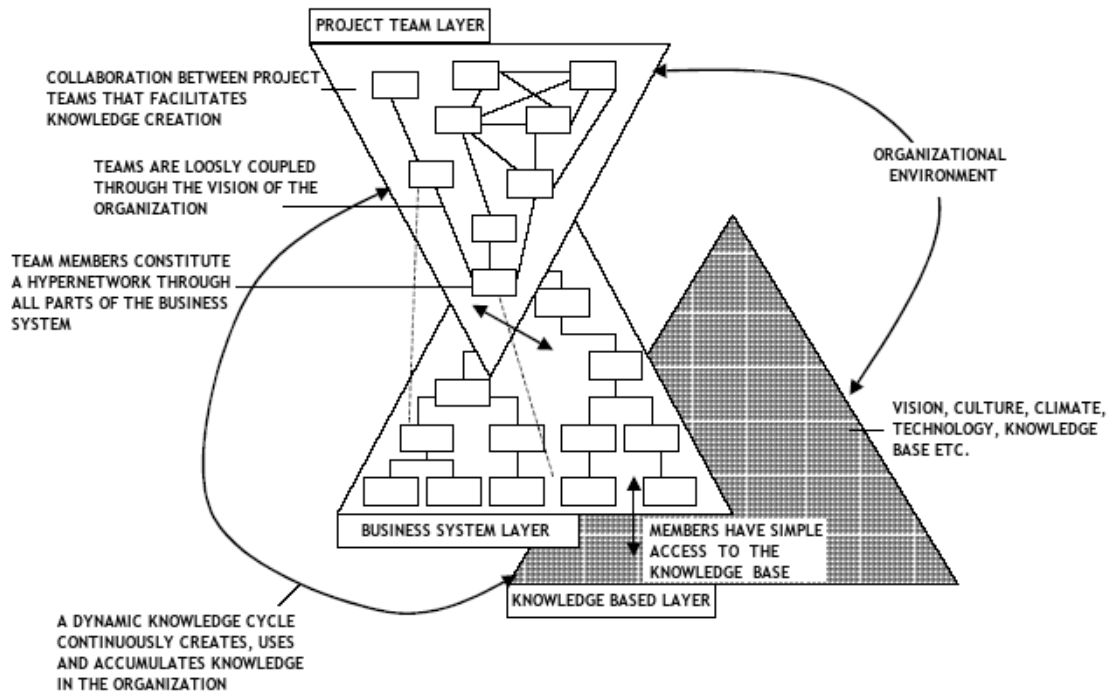 PROJECT TEAM LAYER
COLLABORATION BETWEEN PROJECT
TEAMS THAT FACILITATES
KNOWLEDGE CREATION
TEAMS ARE LOOSLY COUPLED
THROUGH THE VISION OF THE
ORGANIZATION
TEAM MEMBERS CONSTITUTE
A HYPERNETWORK THROUGH
ALL PARTS OF THE BUSINESS
SYSTEM
ORGANIZATIONAL
ENVIRONMENT
VISION, CULTURE, CLIMATE,
TECHNOLOGY, KNOWLEDGE
BASE ETC.
BUSINESS SYSTEM LAYER
MEMBERS HAVE SIMPLE
ACCESS TO THE
KNOWLEDGE BASE
KNOWLEDGE BASED LAYER
A DYNAMIC KNOWLEDGE CYCLE
CONTINUOUSLY CREATES, USES
AND ACCUMULATES KNOWLEDGE
IN THE ORGANIZATION